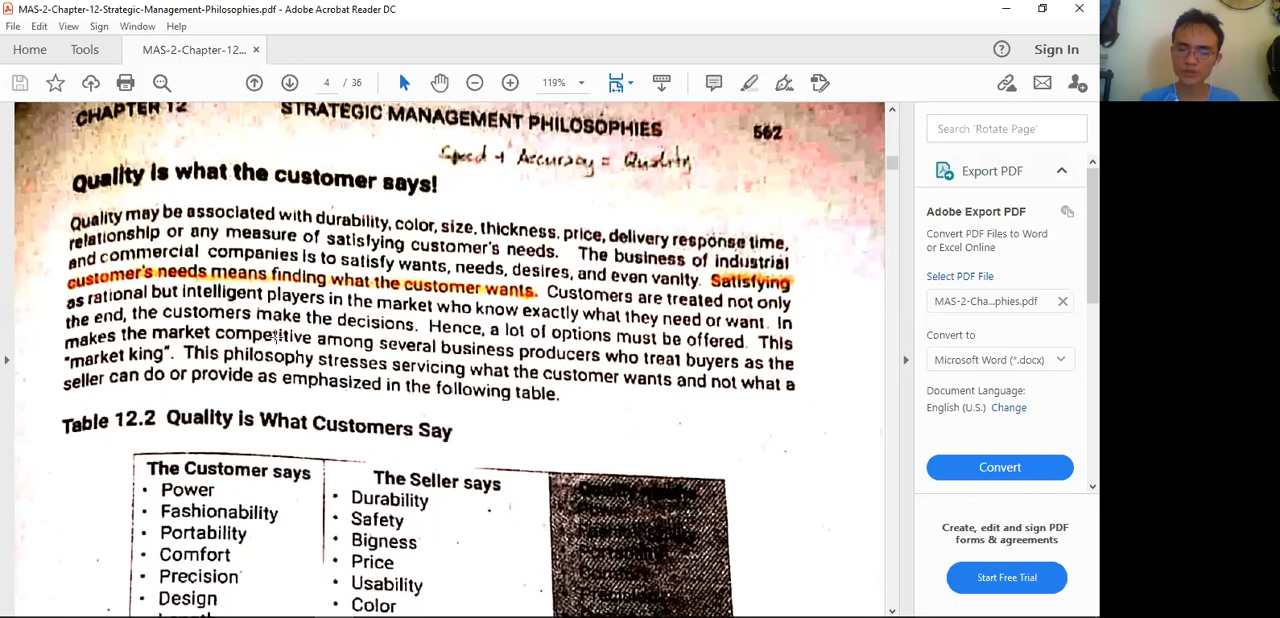 MAS-2-Chapter-12-Strategic-Management-Philosophies.pdf - Adobe Acrobat Reader DC
File Edit View Sign Window Help
Home Tools MAS-2-Chapter-12... × Sign In
4 / 36 119%
CHAPTER 12 STRATEGIC MANAGEMENT PHILOSOPHIES 562
Speed + Accuracy = Quality
Quality is what the customer says!
Quality may be associated with durability, color, size, thickness, price, delivery response time,
relationship or any measure of satisfying customer's needs. The business of industrial
and commercial companies is to satisfy wants, needs, desires, and even vanity. Satisfying
customer's needs means finding what the customer wants. Customers are treated not only
as rational but intelligent players in the market who know exactly what they need or want. In
the end, the customers make the decisions. Hence, a lot of options must be offered. This
makes the market competitive among several business producers who treat buyers as the
"market king". This philosophy stresses servicing what the customer wants and not what a
seller can do or provide as emphasized in the following table.
Table 12.2 Quality is What Customers Say
The Customer says
• Power
• Fashionability
• Portability
• Comfort
• Precision
• Design
The Seller says
• Durability
• Safety
• Bigness
• Price
• Usability
• Color
Search 'Rotate Page'
Export PDF
Adobe Export PDF
Convert PDF Files to Word
or Excel Online
Select PDF File
MAS-2-Cha...phies.pdf
Convert to
Microsoft Word (*.docx)
Document Language:
English (U.S.) Change
Convert
Create, edit and sign PDF
forms & agreements
Start Free Trial